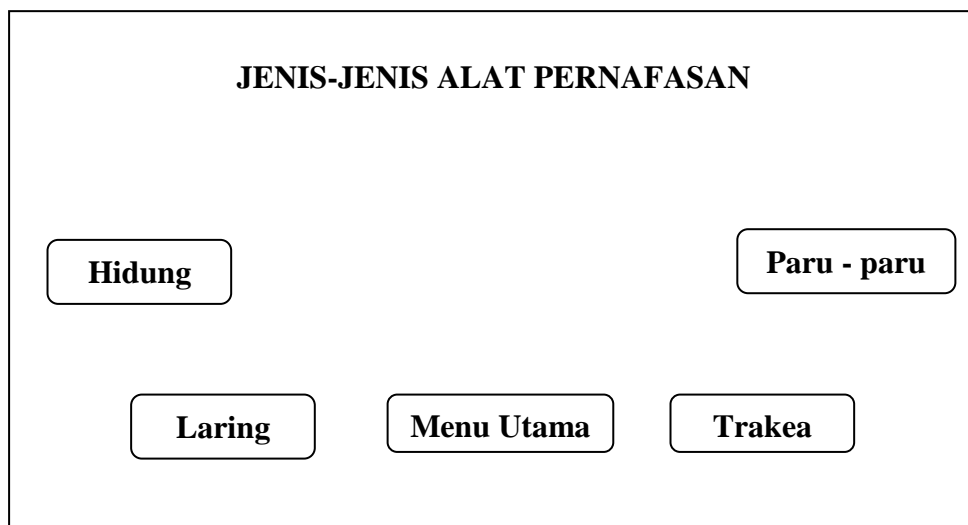 JENIS-JENIS ALAT PERNAFASAN
Hidung
Paru - paru
Laring
Menu Utama
Trakea